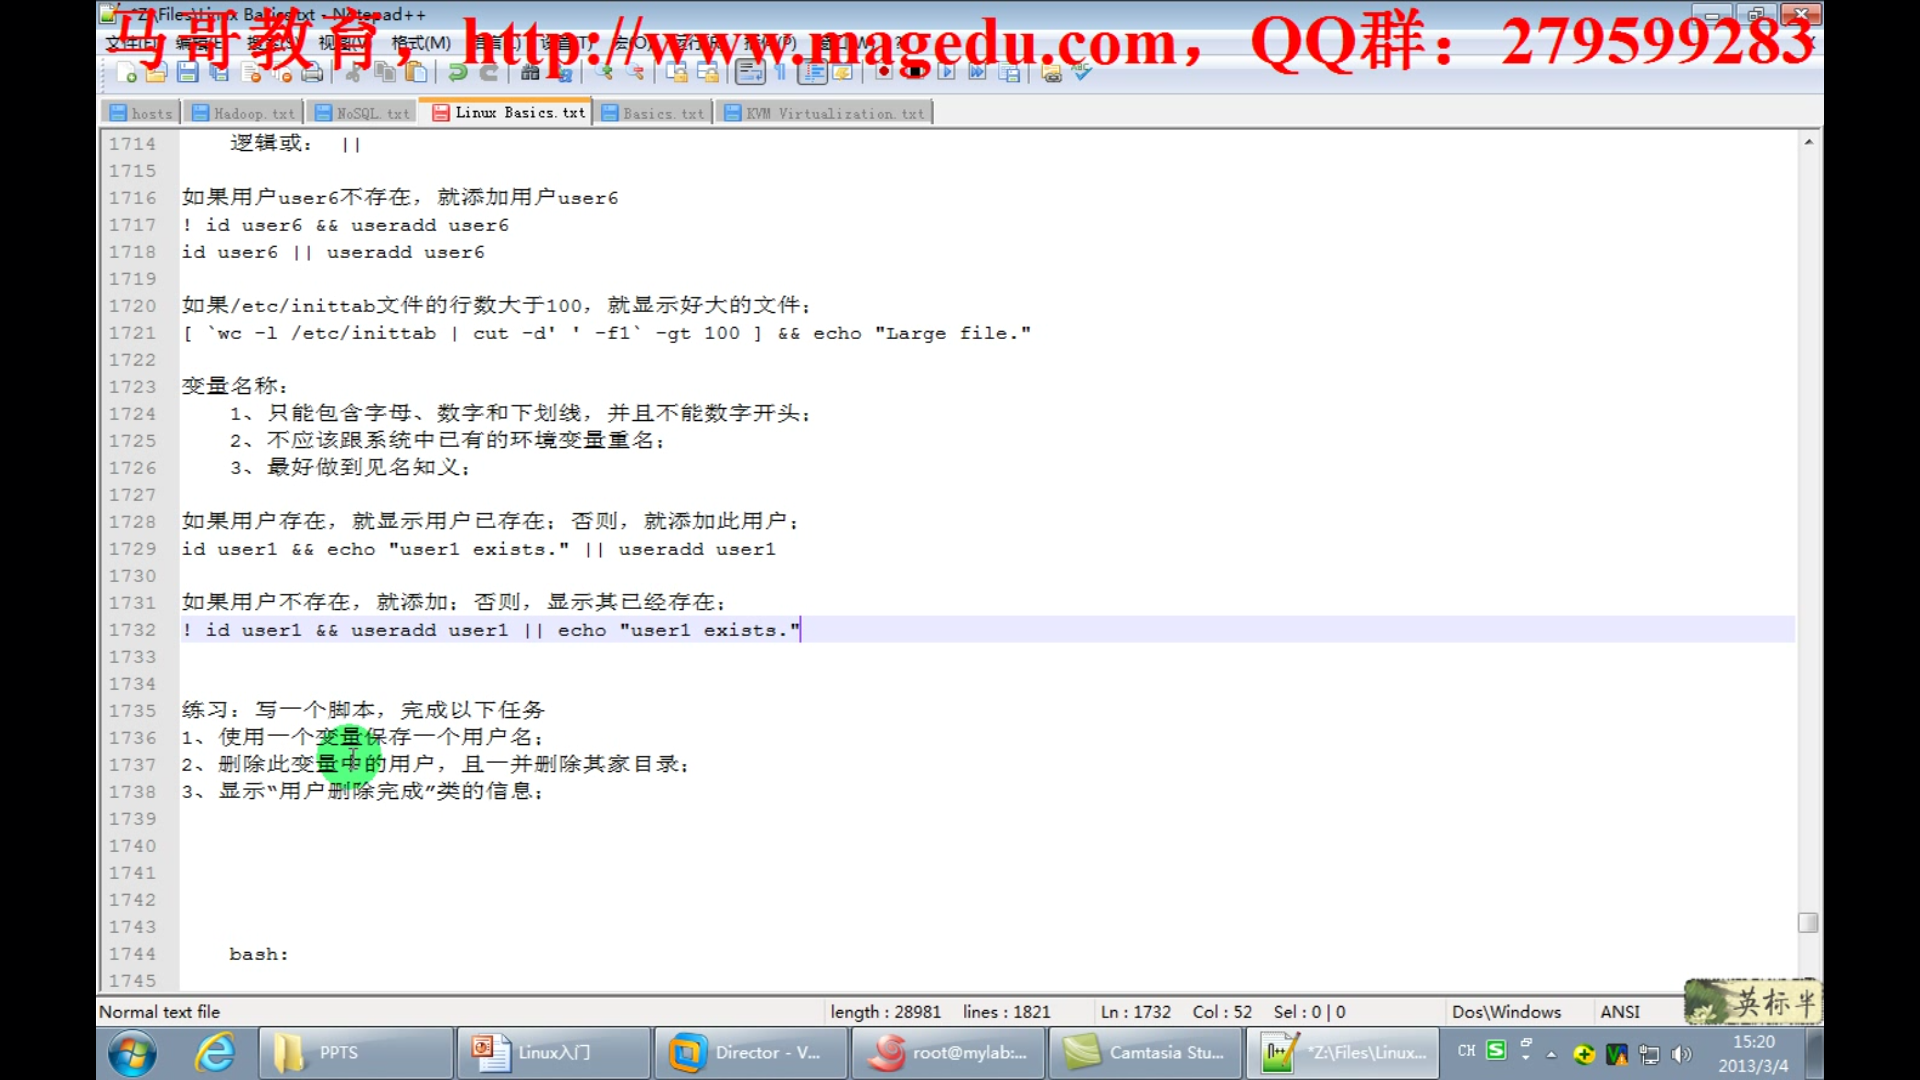 *Z:\Files\Linux Basics.txt - Notepad++
马哥教育，http://www.magedu.com，QQ群：279599283
格式(M)
hosts Hadoop.txt NoSQL.txt Linux Basics.txt Basics.txt KVM Virtualization.txt
1714 逻辑或： ||
1715
1716 如果用户user6不存在，就添加用户user6
1717 ! id user6 && useradd user6
1718 id user6 || useradd user6
1719
1720 如果/etc/inittab文件的行数大于100，就显示好大的文件；
1721 [ `wc -l /etc/inittab | cut -d' ' -f1` -gt 100 ] && echo "Large file."
1722
1723 变量名称：
1724 1、只能包含字母、数字和下划线，并且不能数字开头；
1725 2、不应该跟系统中已有的环境变量重名；
1726 3、最好做到见名知义；
1727
1728 如果用户存在，就显示用户已存在；否则，就添加此用户；
1729 id user1 && echo "user1 exists." || useradd user1
1730
1731 如果用户不存在，就添加；否则，显示其已经存在；
1732 ! id user1 && useradd user1 || echo "user1 exists."
1733
1734
1735 练习：写一个脚本，完成以下任务
1736 1、使用一个变量保存一个用户名；
1737 2、删除此变量中的用户，且一并删除其家目录；
1738 3、显示“用户删除完成”类的信息；
1739
1740
1741
1742
1743
1744 bash:
1745
Normal text file length : 28981 lines : 1821 Ln : 1732 Col : 52 Sel : 0 | 0 Dos\Windows ANSI
英标半
PPTS Linux入门 Director - V... root@mylab:... Camtasia Stu... *Z:\Files\Linux... CH 15:20
2013/3/4